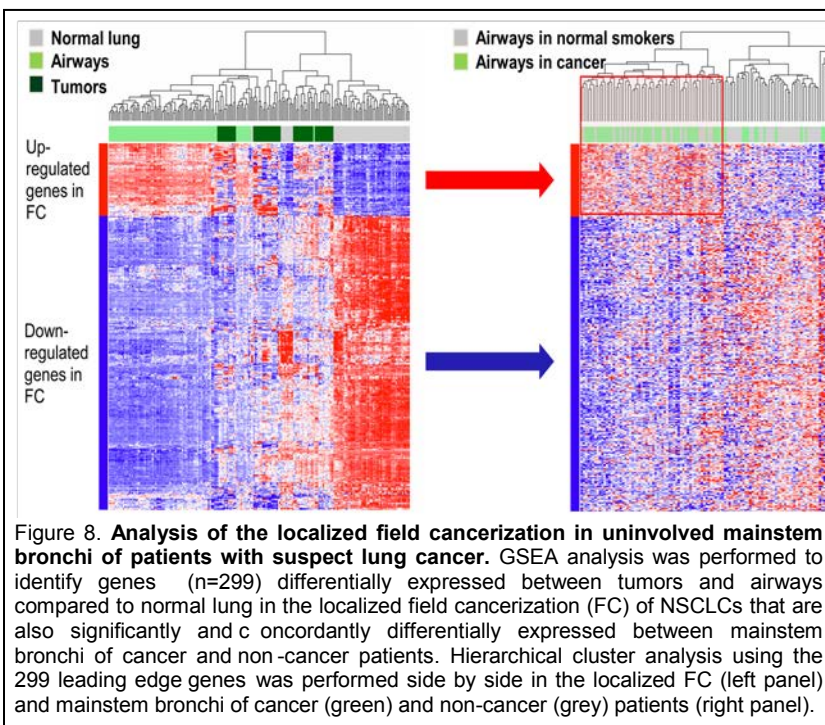 Normal lung
Airways
Tumors
Airways in normal smokers
Airways in cancer
Up-
regulated
genes in
FC
Down-
regulated
genes in
FC
Figure 8. Analysis of the localized field cancerization in uninvolved mainstem
bronchi of patients with suspect lung cancer. GSEA analysis was performed to
identify genes (n=299) differentially expressed between tumors and airways
compared to normal lung in the localized field cancerization (FC) of NSCLCs that are
also significantly and c oncordantly differentially expressed between mainstem
bronchi of cancer and non -cancer patients. Hierarchical cluster analysis using the
299 leading edge genes was performed side by side in the localized FC (left panel)
and mainstem bronchi of cancer (green) and non-cancer (grey) patients (right panel).